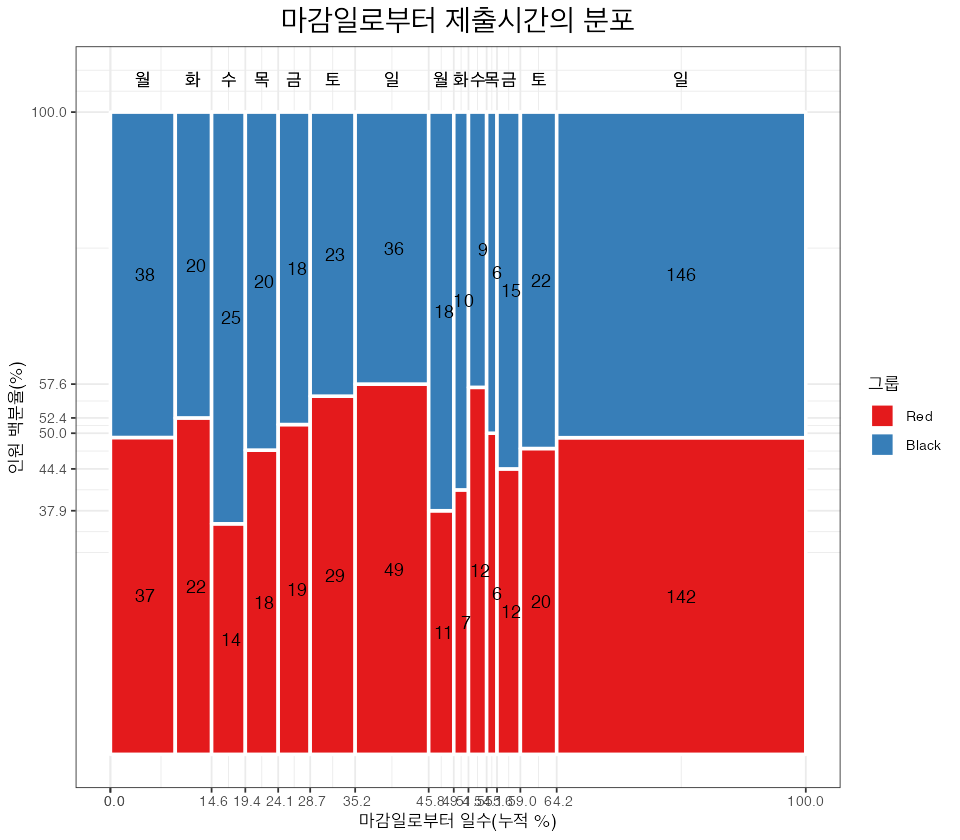 마감일로부터 제출시간의 분포
월 화 수 목 금 토 일 월 화 수 목 금 토 일
100.0
57.6
52.4
50.0
44.4
37.9
인원 백분율(%)
38 20 25 20 18 23 36 18 10 9 6 15 22 146
37 22 14 18 19 29 49 11 7 12 6 12 20 142
0.0 14.6 19.4 24.1 28.7 35.2 45.8 59.0 64.2 100.0
마감일로부터 일수(누적 %)
그룹
Red
Black